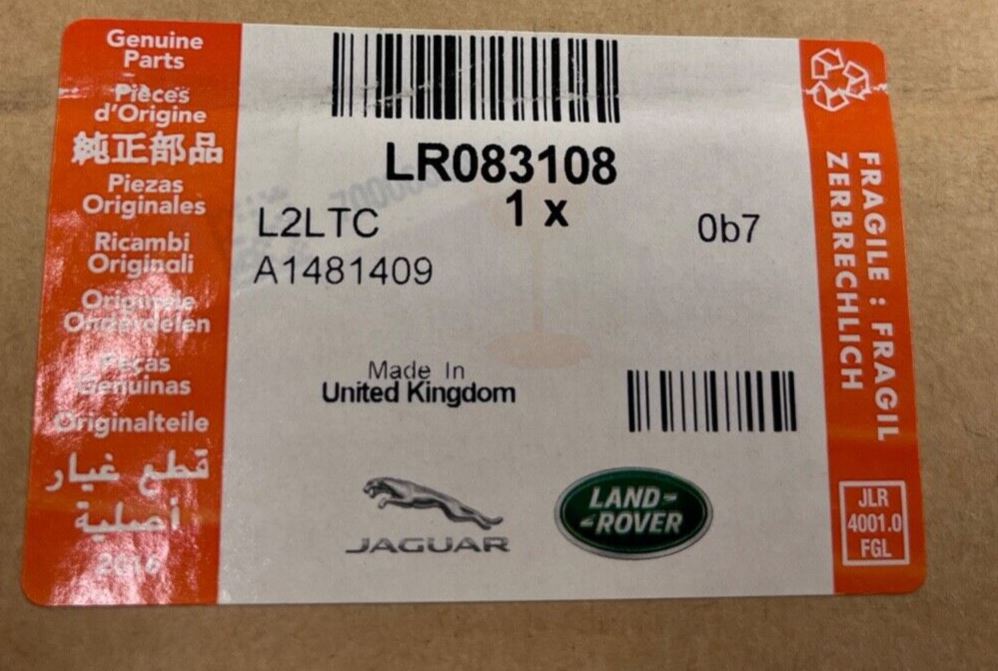 Genuine
Parts
Pièces
d'Origine
純正部品
Piezas
Originales
Ricambi
Originali
Originele
Onderdelen
Peças
Genuinas
Originalteile
قطع غيار
أصلية
LR083108
1 x
L2LTC
0b7
A1481409
Made In
United Kingdom
JAGUAR
LAND-
-ROVER
FRAGILE : FRAGIL
ZERBRECHLICH
JLR
4001.0
FGL